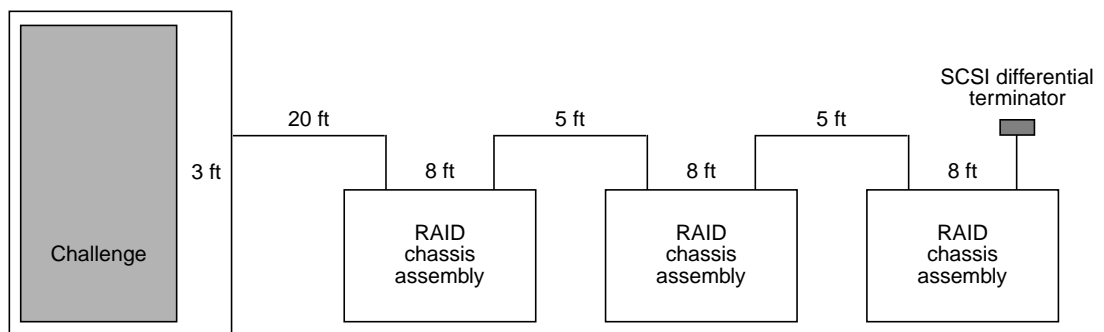 SCSI differential
terminator
20 ft
5 ft
5 ft
3 ft
8 ft
8 ft
8 ft
Challenge
RAID
chassis
assembly
RAID
chassis
assembly
RAID
chassis
assembly